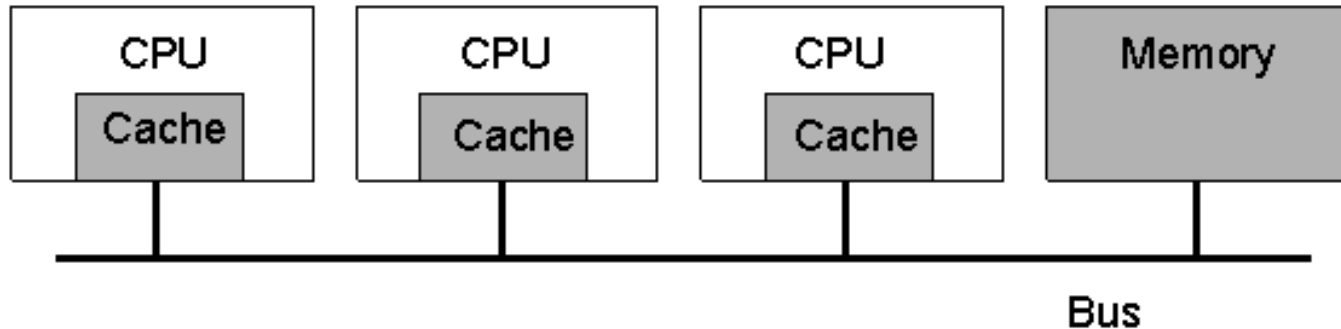 CPU
Cache
CPU
Cache
CPU
Cache
Memory
Bus